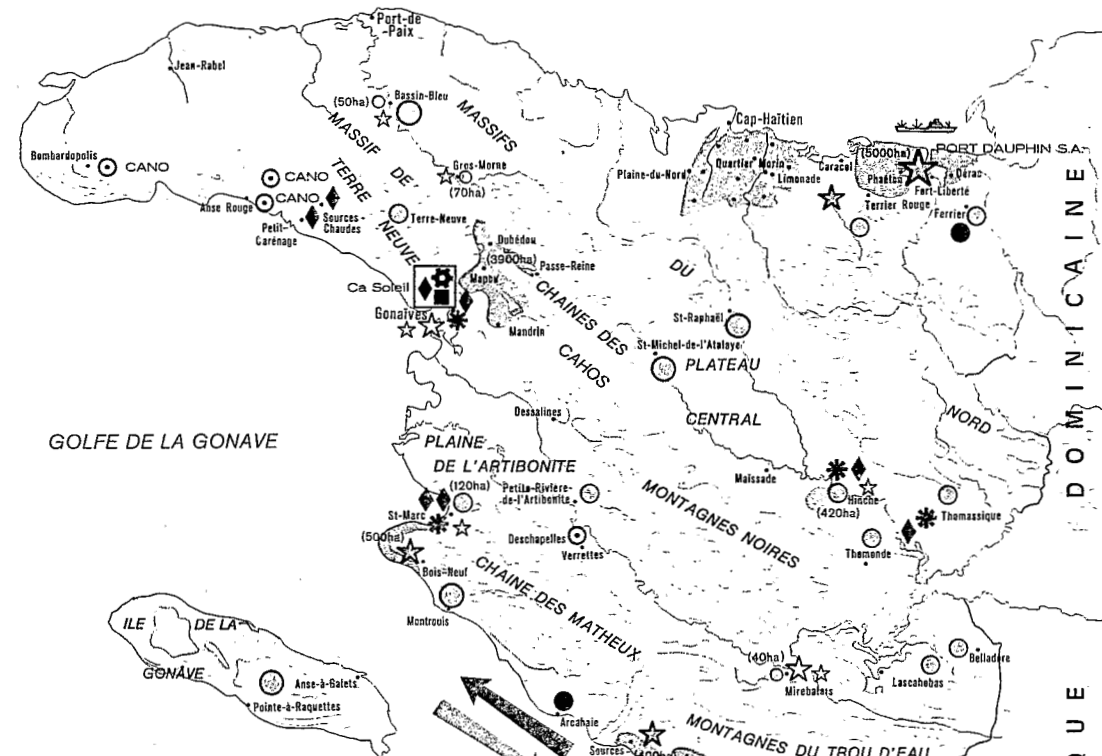 Port-de
-Paix
Jean-Rabel
(50ha)
Bassin-Bleu
MASSIFS
MASSIF
DE
TERRE
NEUVE
Cap-Haïtien
Bombardopolis
CANO
CANO
CANO
Anse Rouge
Petit-
Carénage
Sources-
Chaudes
Gros-Morne
(70ha)
Terre-Neuve
Plaine-du-Nord
Quartier Morin
Limonade
Caracol
(5000ha)
PORT DAUPHIN S.A.
Phaéton
Dérac
Fort-Liberté
Terrier Rouge
Ferrier
Dubédou
(3900ha)
Passe-Reine
Mapou
Ca Soleil
Gonaïves
Mandrin
DU
CHAINES DES
CAHOS
St-Raphaël
St-Michel-de-l'Atalaye
PLATEAU
CENTRAL
NORD
DOMINICAINE
GOLFE DE LA GONAVE
Dessalines
PLAINE
DE L'ARTIBONITE
(120ha)
Petite-Rivière-
de-l'Artibonite
Maïssade
MONTAGNES NOIRES
Hinche
(420ha)
Thomassique
Thomonde
St-Marc
(500ha)
Deschapelles
Verrettes
Bois-Neuf
CHAINE DES MATHEUX
Montrouis
ILE DE LA
GONÂVE
Anse-à-Galets
Pointe-à-Raquettes
(40ha)
Mirebalais
Lascahobas
Belladère
Arcahaie
MONTAGNES DU TROU D'EAU
Sources-
QUE